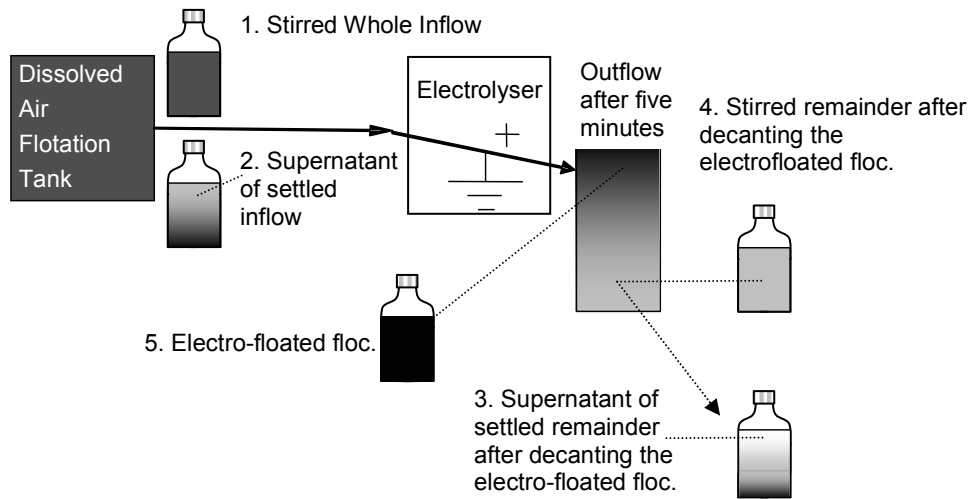 1. Stirred Whole Inflow
Dissolved
Air
Flotation
Tank
Electrolyser
+
Outflow
after five
minutes
4. Stirred remainder after
decanting the
electrofloated floc.
2. Supernatant
of settled
inflow
5. Electro-floated floc.
3. Supernatant of
settled remainder
after decanting the
electro-floated floc.